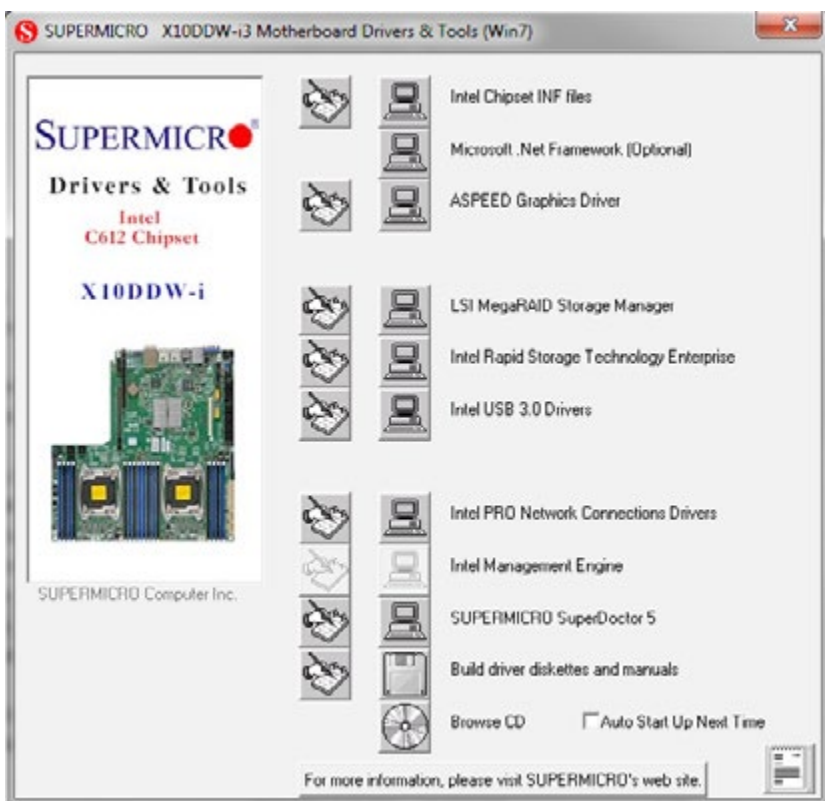 SUPERMICRO X10DDW-i3 Motherboard Drivers & Tools (Win7)
SUPERMICRO
Drivers & Tools
Intel
C612 Chipset
X10DDW-i
SUPERMICRO Computer Inc.
Intel Chipset INF files
Microsoft .Net Framework (Optional)
ASPEED Graphics Driver
LSI MegaRAID Storage Manager
Intel Rapid Storage Technology Enterprise
Intel USB 3.0 Drivers
Intel PRO Network Connections Drivers
Intel Management Engine
SUPERMICRO SuperDoctor 5
Build driver diskettes and manuals
Browse CD
Auto Start Up Next Time
For more information, please visit SUPERMICRO's web site.